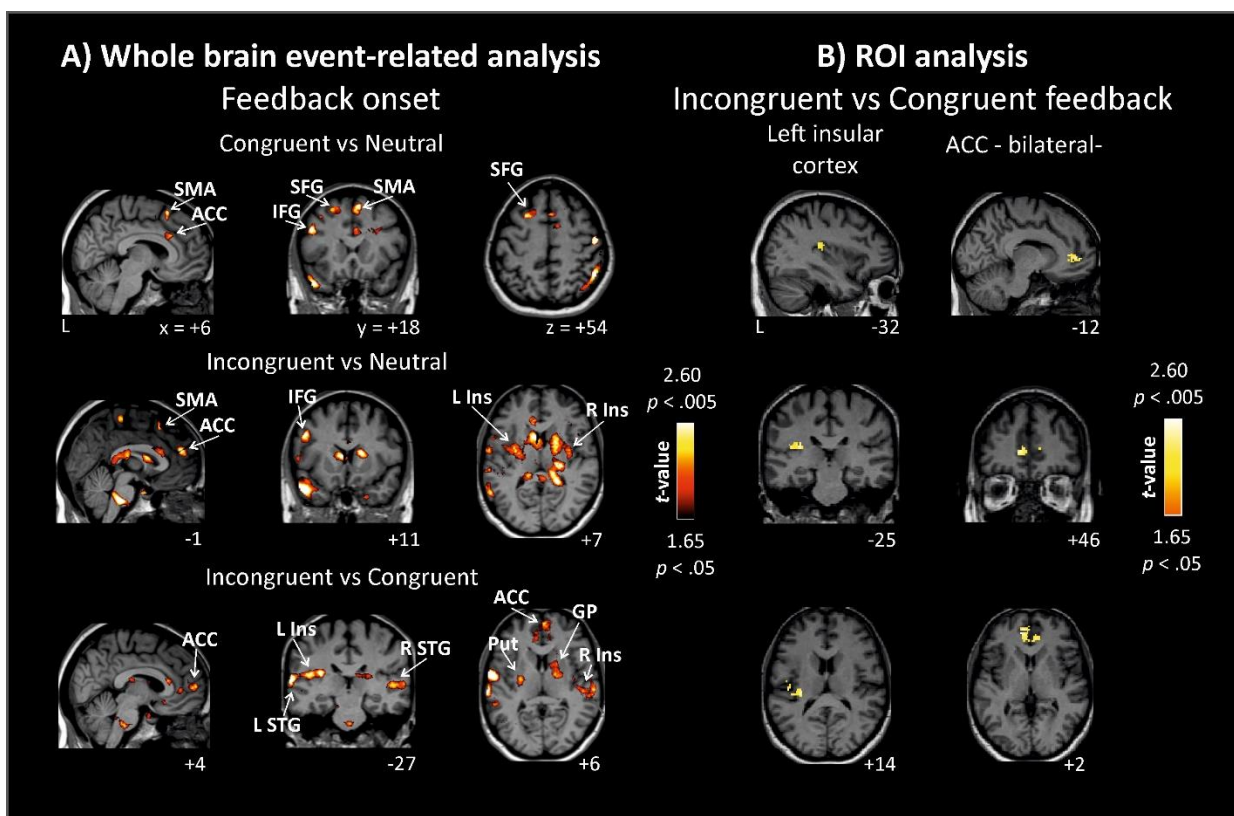 A) Whole brain event-related analysis
Feedback onset
Congruent vs Neutral
SMA
ACC
L
x = +6
SFG
SMA
IFG
y = +18
SFG
z = +54
Incongruent vs Neutral
SMA
ACC
-1
IFG
+11
L Ins
R Ins
+7
2.60
p < .005
t-value
1.65
p < .05
Incongruent vs Congruent
ACC
+4
L Ins
R STG
L STG
-27
ACC
GP
Put
R Ins
+6
B) ROI analysis
Incongruent vs Congruent feedback
Left insular
cortex
ACC - bilateral-
L
-32
-12
-25
+46
2.60
p < .005
t-value
1.65
p < .05
+14
+2